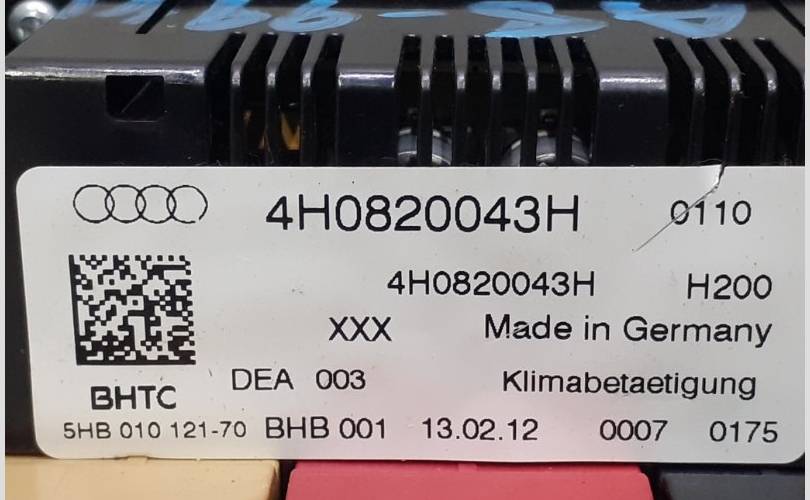 4H0820043H 0110
4H0820043H H200
XXX Made in Germany
DEA 003 Klimabetaetigung
BHTC
5HB 010 121-70 BHB 001 13.02.12 0007 0175